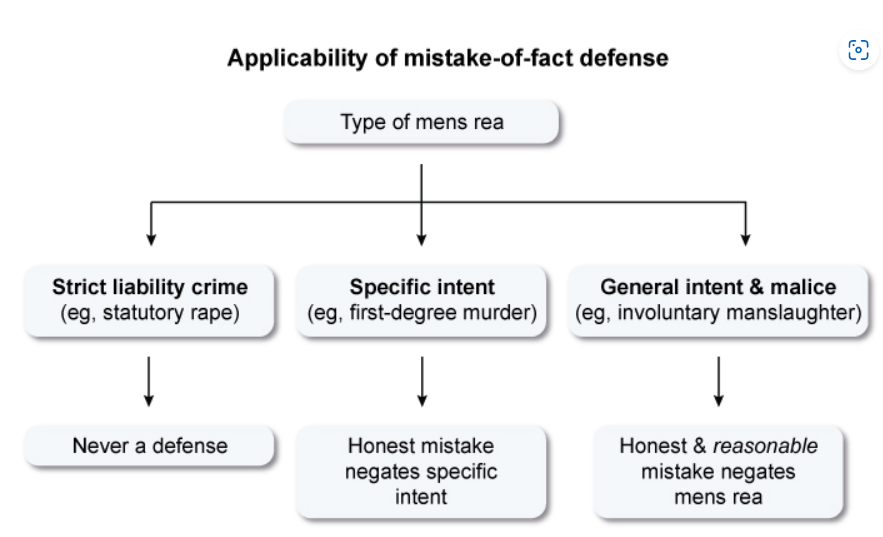 Applicability of mistake-of-fact defense
Type of mens rea
Strict liability crime
(eg, statutory rape)
Specific intent
(eg, first-degree murder)
General intent & malice
(eg, involuntary manslaughter)
Never a defense
Honest mistake
negates specific
intent
Honest & reasonable
mistake negates
mens rea